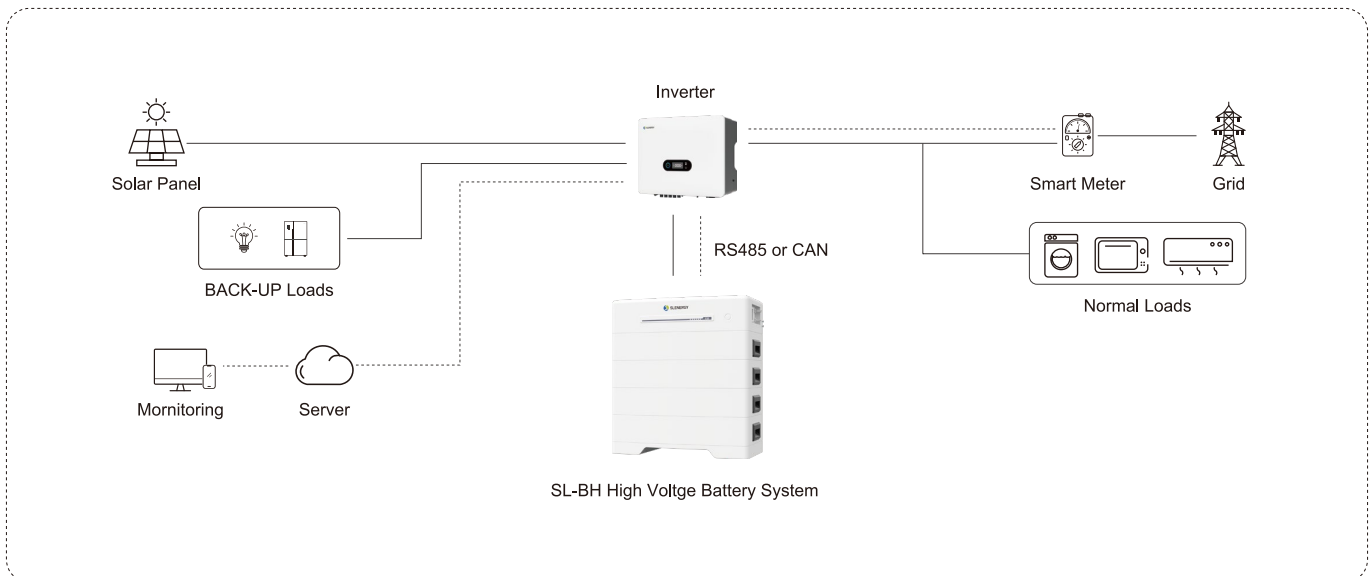 Inverter
Solar Panel
Smart Meter
Grid
RS485 or CAN
BACK-UP Loads
Normal Loads
SLENERGY
Mornitoring
Server
SL-BH High Voltge Battery System